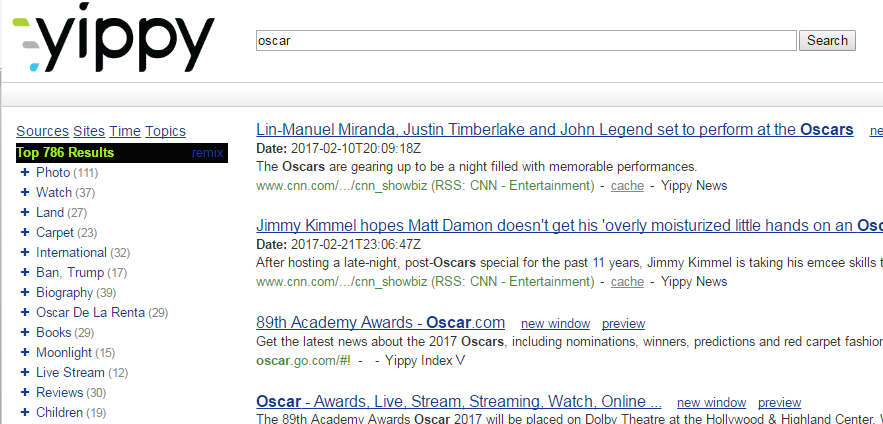 yippy
oscar Search
Sources Sites Time Topics
Top 786 Results remix
+ Photo (111)
+ Watch (37)
+ Land (27)
+ Carpet (23)
+ International (32)
+ Ban, Trump (17)
+ Biography (39)
+ Oscar De La Renta (29)
+ Books (29)
+ Moonlight (15)
+ Live Stream (12)
+ Reviews (30)
+ Children (19)
Lin-Manuel Miranda, Justin Timberlake and John Legend set to perform at the Oscars ne
Date: 2017-02-10T20:09:18Z
The Oscars are gearing up to be a night filled with memorable performances.
www.cnn.com/.../cnn_showbiz (RSS: CNN - Entertainment) - cache - Yippy News
Jimmy Kimmel hopes Matt Damon doesn't get his 'overly moisturized little hands on an Osc
Date: 2017-02-21T23:06:47Z
After hosting a late-night, post-Oscars special for the past 11 years, Jimmy Kimmel is taking his emcee skills t
www.cnn.com/.../cnn_showbiz (RSS: CNN - Entertainment) - cache - Yippy News
89th Academy Awards - Oscar.com new window preview
Get the latest news about the 2017 Oscars, including nominations, winners, predictions and red carpet fashion
oscar.go.com/#! - - Yippy Index V
Oscar - Awards, Live, Stream, Streaming, Watch, Online ... new window preview
The 89th Academy Awards Oscar 2017 will be placed on Dolby Theatre at the Hollywood & Highland Center.